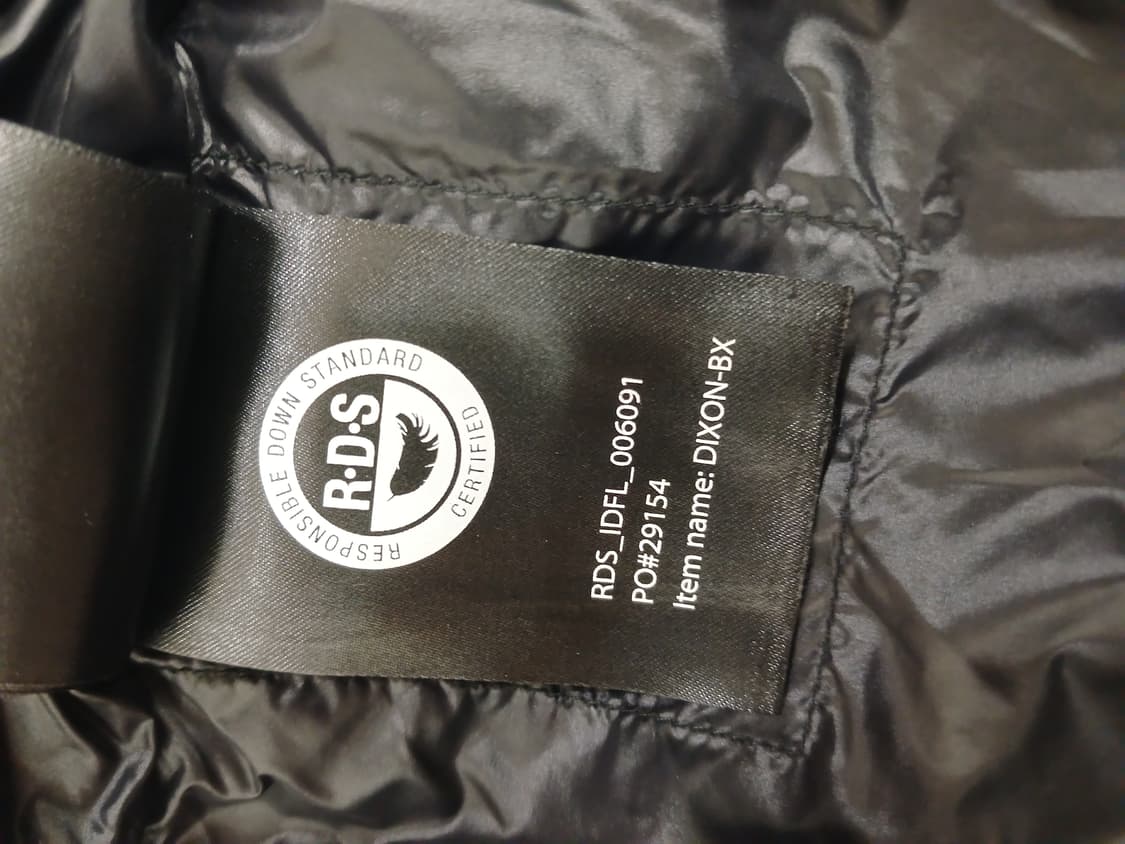 RESPONSIBLE DOWN STANDARD
R·D·S
CERTIFIED
RDS_IDFL_006091
PO#29154
Item name: DIXON-BX